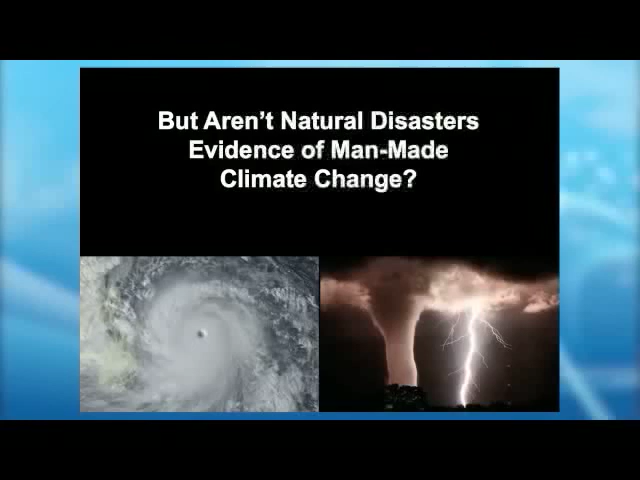 But Aren't Natural Disasters
Evidence of Man-Made
Climate Change?